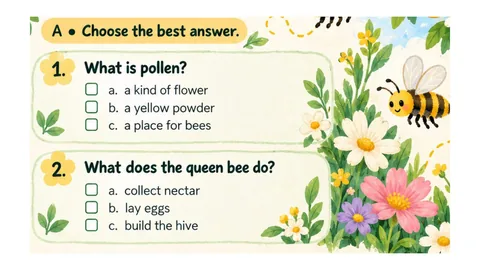 A • Choose the best answer.
1. What is pollen?
a. a kind of flower
b. a yellow powder
c. a place for bees
2. What does the queen bee do?
a. collect nectar
b. lay eggs
c. build the hive